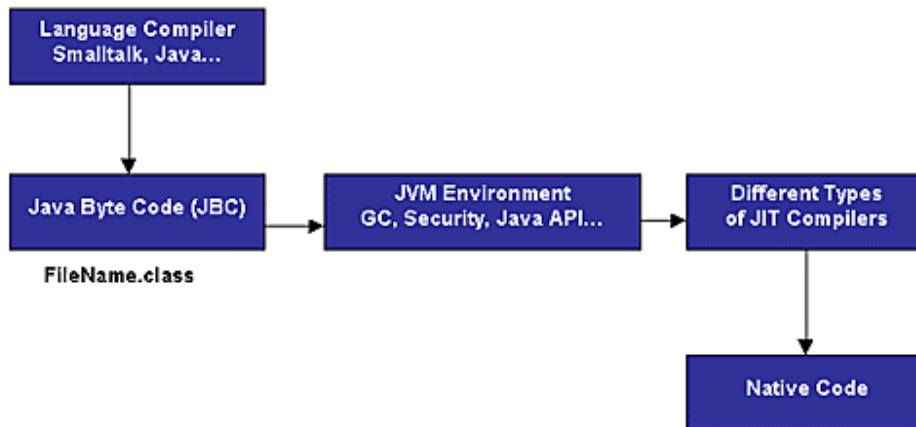 Language Compiler
Smalltalk, Java...
Java Byte Code (JBC)
FileName.class
JVM Environment
GC, Security, Java API...
Different Types
of JIT Compilers
Native Code